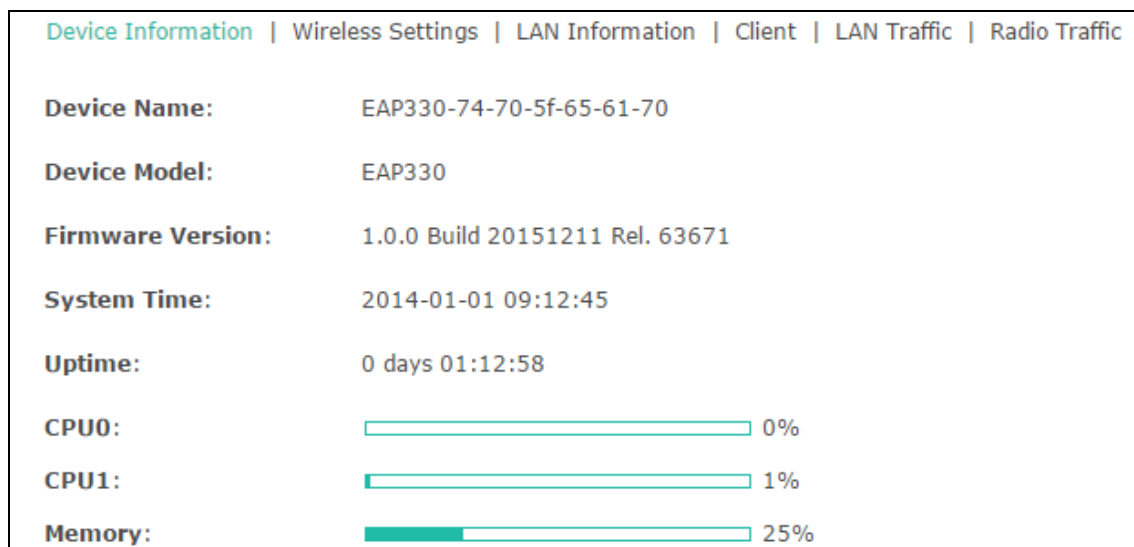 Device Information | Wireless Settings | LAN Information | Client | LAN Traffic | Radio Traffic
Device Name: EAP330-74-70-5f-65-61-70
Device Model: EAP330
Firmware Version: 1.0.0 Build 20151211 Rel. 63671
System Time: 2014-01-01 09:12:45
Uptime: 0 days 01:12:58
CPU0: 0%
CPU1: 1%
Memory: 25%